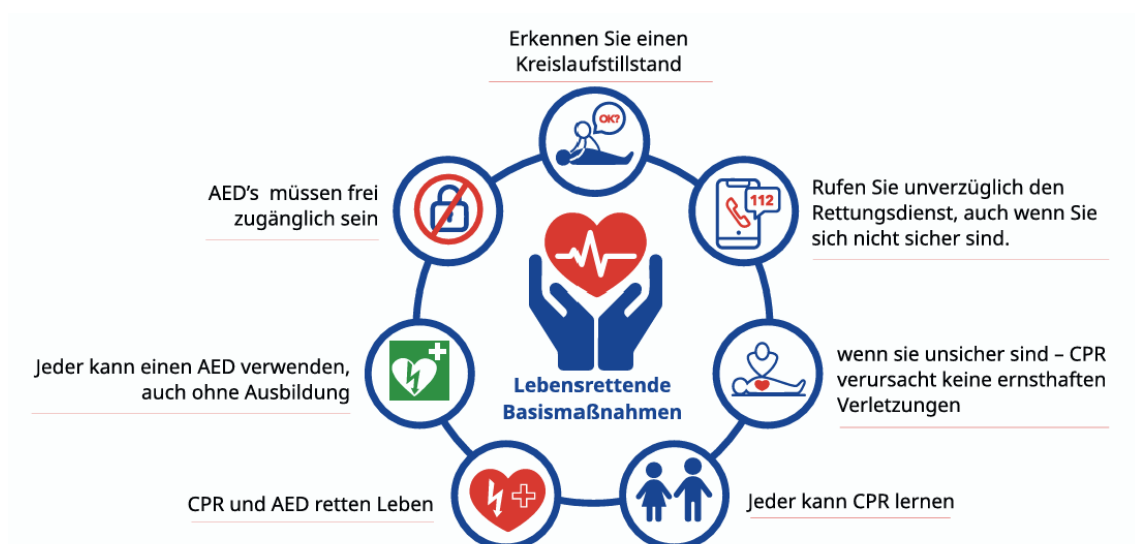 Erkennen Sie einen
Kreislaufstillstand
OK?
AED's müssen frei
zugänglich sein
112
Rufen Sie unverzüglich den
Rettungsdienst, auch wenn Sie
sich nicht sicher sind.
Jeder kann einen AED verwenden,
auch ohne Ausbildung
Lebensrettende
Basismaßnahmen
wenn sie unsicher sind – CPR
verursacht keine ernsthaften
Verletzungen
CPR und AED retten Leben
Jeder kann CPR lernen